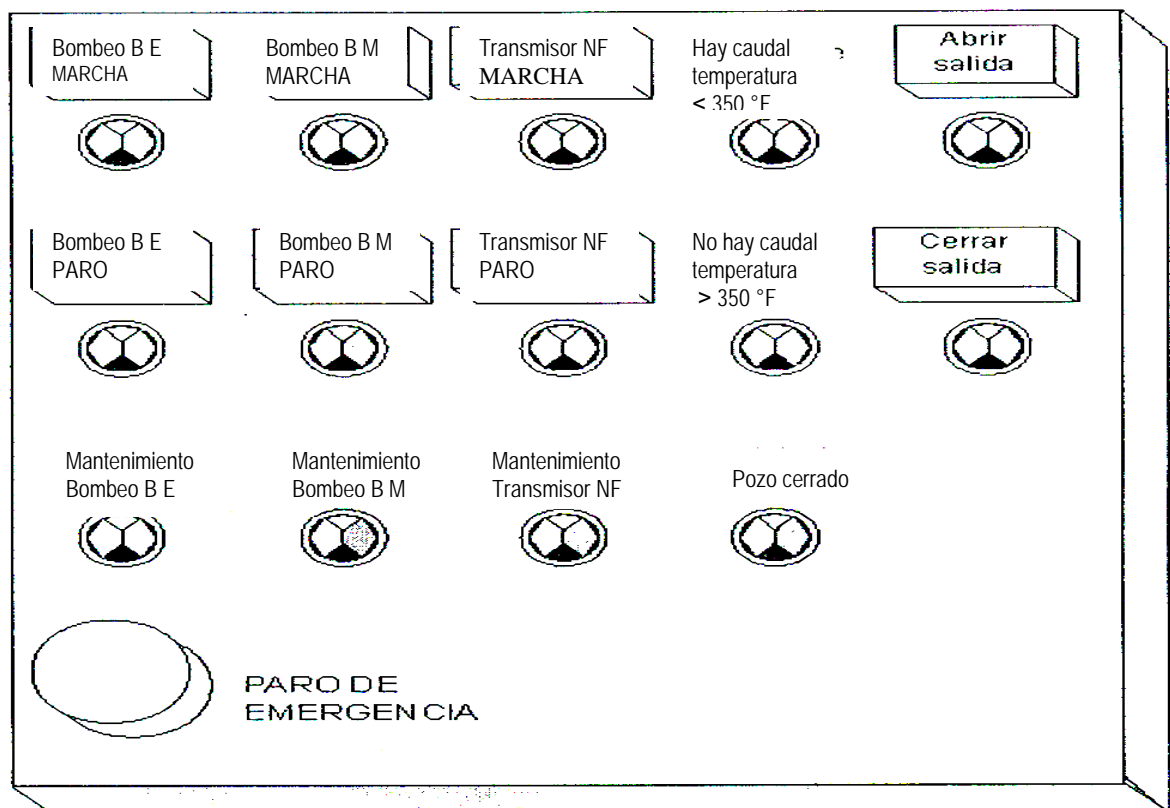 Bombeo B E
MARCHA
Bombeo B M
MARCHA
Transmisor NF
MARCHA
Hay caudal
temperatura
< 350 °F
Abrir
salida
Bombeo B E
PARO
Bombeo B M
PARO
Transmisor NF
PARO
No hay caudal
temperatura
> 350 °F
Cerrar
salida
Mantenimiento
Bombeo B E
Mantenimiento
Bombeo B M
Mantenimiento
Transmisor NF
Pozo cerrado
PARO DE
EMERGENCIA